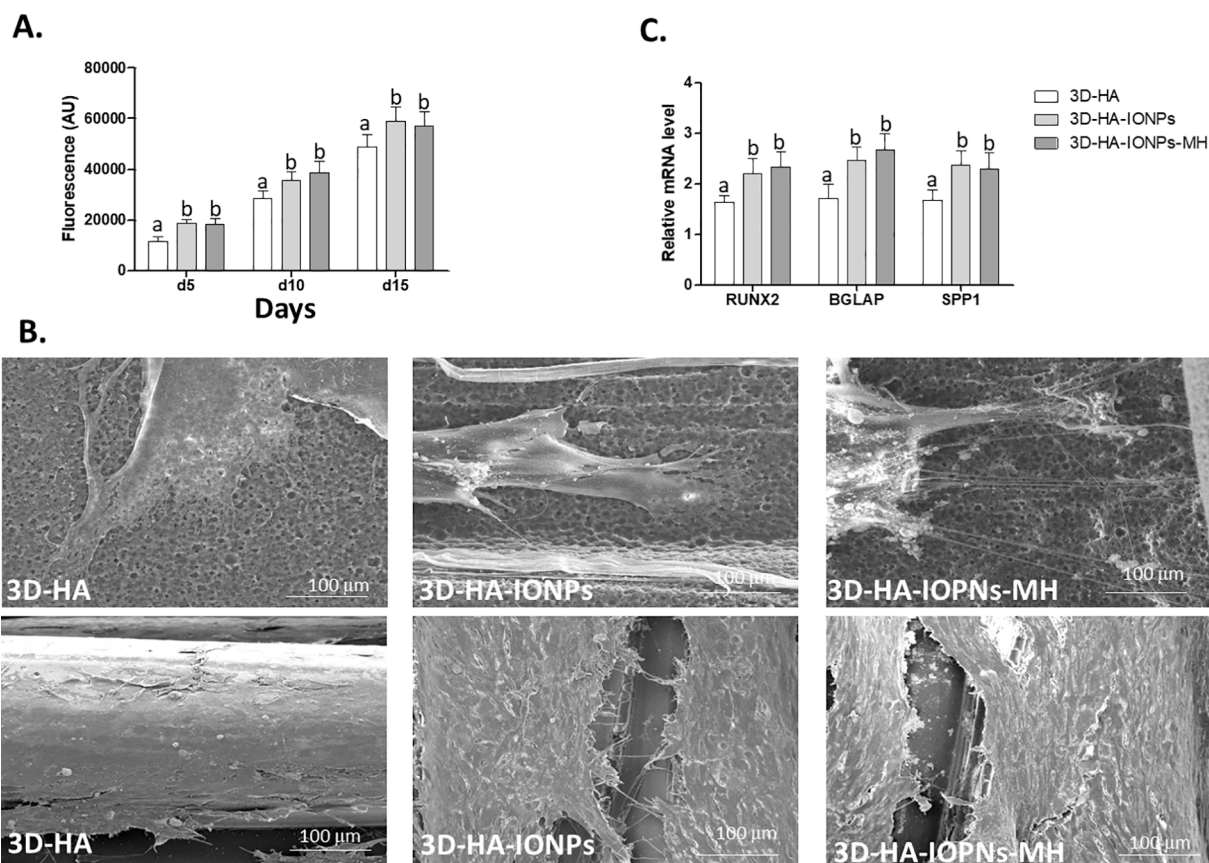 A.
80000
60000
40000
20000
0
Fluorescence (AU)
a b b
a b b
a b b
d5 d10 d15
Days
C.
4
3
2
1
0
Relative mRNA level
a b b
a b b
a b b
RUNX2 BGLAP SPP1
3D-HA
3D-HA-IONPs
3D-HA-IONPs-MH
B.
3D-HA
100 µm
3D-HA-IONPs
100 µm
3D-HA-IOPNs-MH
100 µm
3D-HA
100 µm
3D-HA-IONPs
100 µm
3D-HA-IOPNs-MH
100 µm